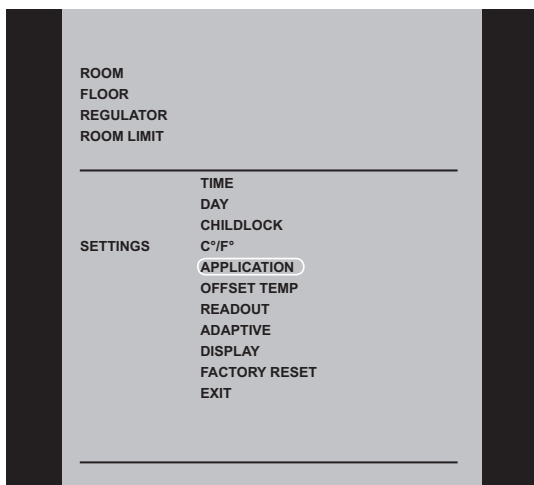 ROOM
FLOOR
REGULATOR
ROOM LIMIT
TIME
DAY
CHILDLOCK
SETTINGS C°/F°
APPLICATION
OFFSET TEMP
READOUT
ADAPTIVE
DISPLAY
FACTORY RESET
EXIT